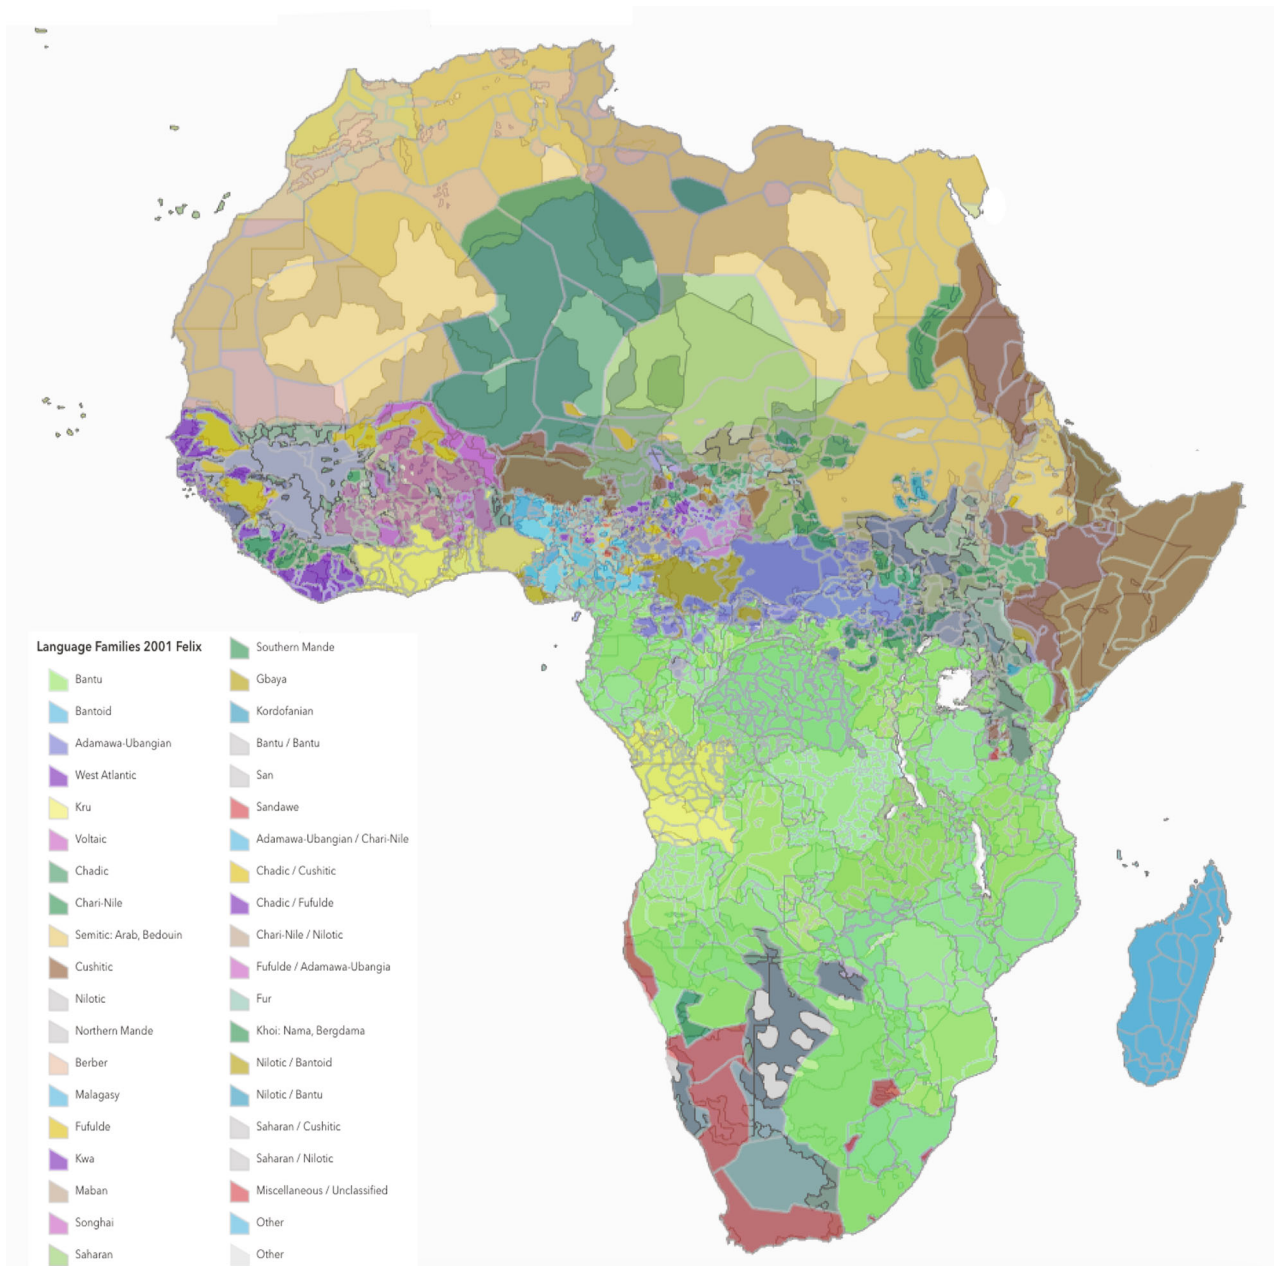 Language Families 2001 Felix
Bantu
Bantoid
Adamawa-Ubangian
West Atlantic
Kru
Voltaic
Chadic
Chari-Nile
Semitic: Arab, Bedouin
Cushitic
Nilotic
Northern Mande
Berber
Malagasy
Fufulde
Kwa
Maban
Songhai
Saharan
Southern Mande
Gbaya
Kordofanian
Bantu / Bantu
San
Sandawe
Adamawa-Ubangian / Chari-Nile
Chadic / Cushitic
Chadic / Fufulde
Chari-Nile / Nilotic
Fufulde / Adamawa-Ubangia
Fur
Khoi: Nama, Bergdama
Nilotic / Bantoid
Nilotic / Bantu
Saharan / Cushitic
Saharan / Nilotic
Miscellaneous / Unclassified
Other
Other